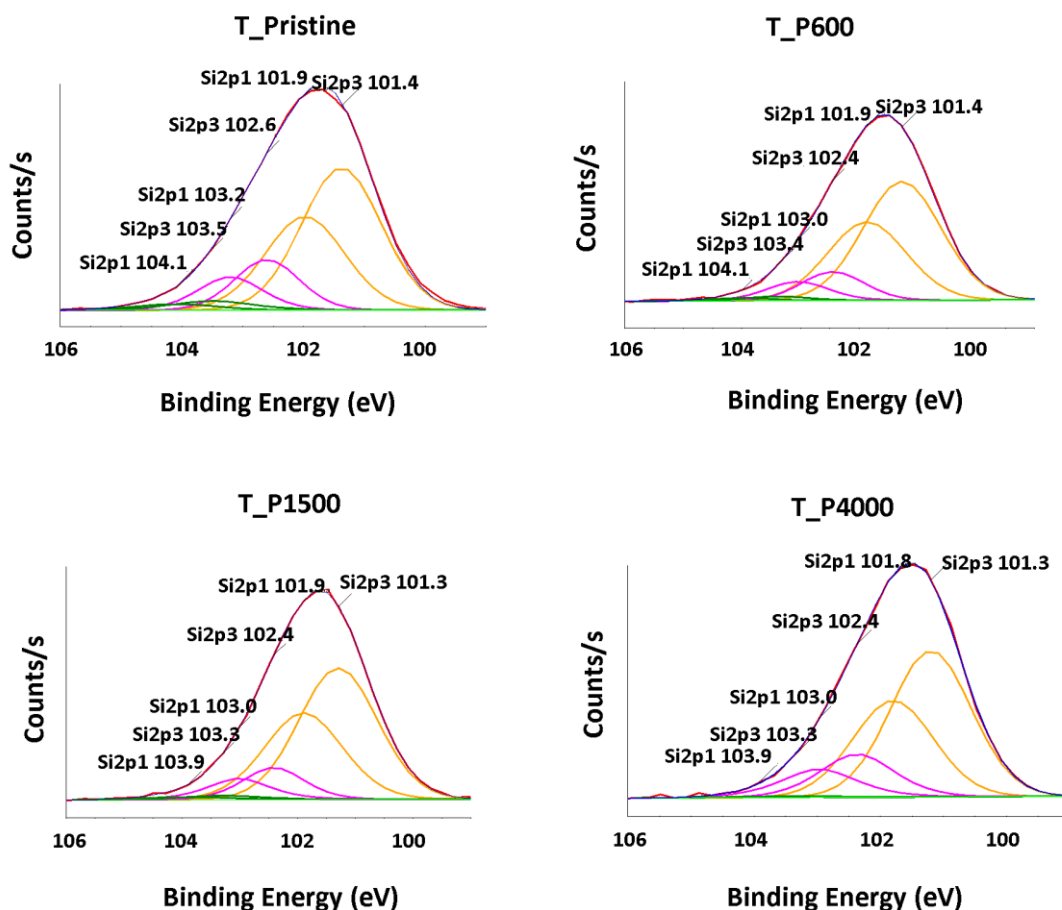 T_Pristine
Si2p1 101.9
Si2p3 101.4
Si2p3 102.6
Si2p1 103.2
Si2p3 103.5
Si2p1 104.1
Counts/s
106 104 102 100
Binding Energy (eV)
T_P600
Si2p1 101.9
Si2p3 101.4
Si2p3 102.4
Si2p1 103.0
Si2p3 103.4
Si2p1 104.1
Counts/s
106 104 102 100
Binding Energy (eV)
T_P1500
Si2p1 101.9
Si2p3 101.3
Si2p3 102.4
Si2p1 103.0
Si2p3 103.3
Si2p1 103.9
Counts/s
106 104 102 100
Binding Energy (eV)
T_P4000
Si2p1 101.8
Si2p3 101.3
Si2p3 102.4
Si2p1 103.0
Si2p3 103.3
Si2p1 103.9
Counts/s
106 104 102 100
Binding Energy (eV)